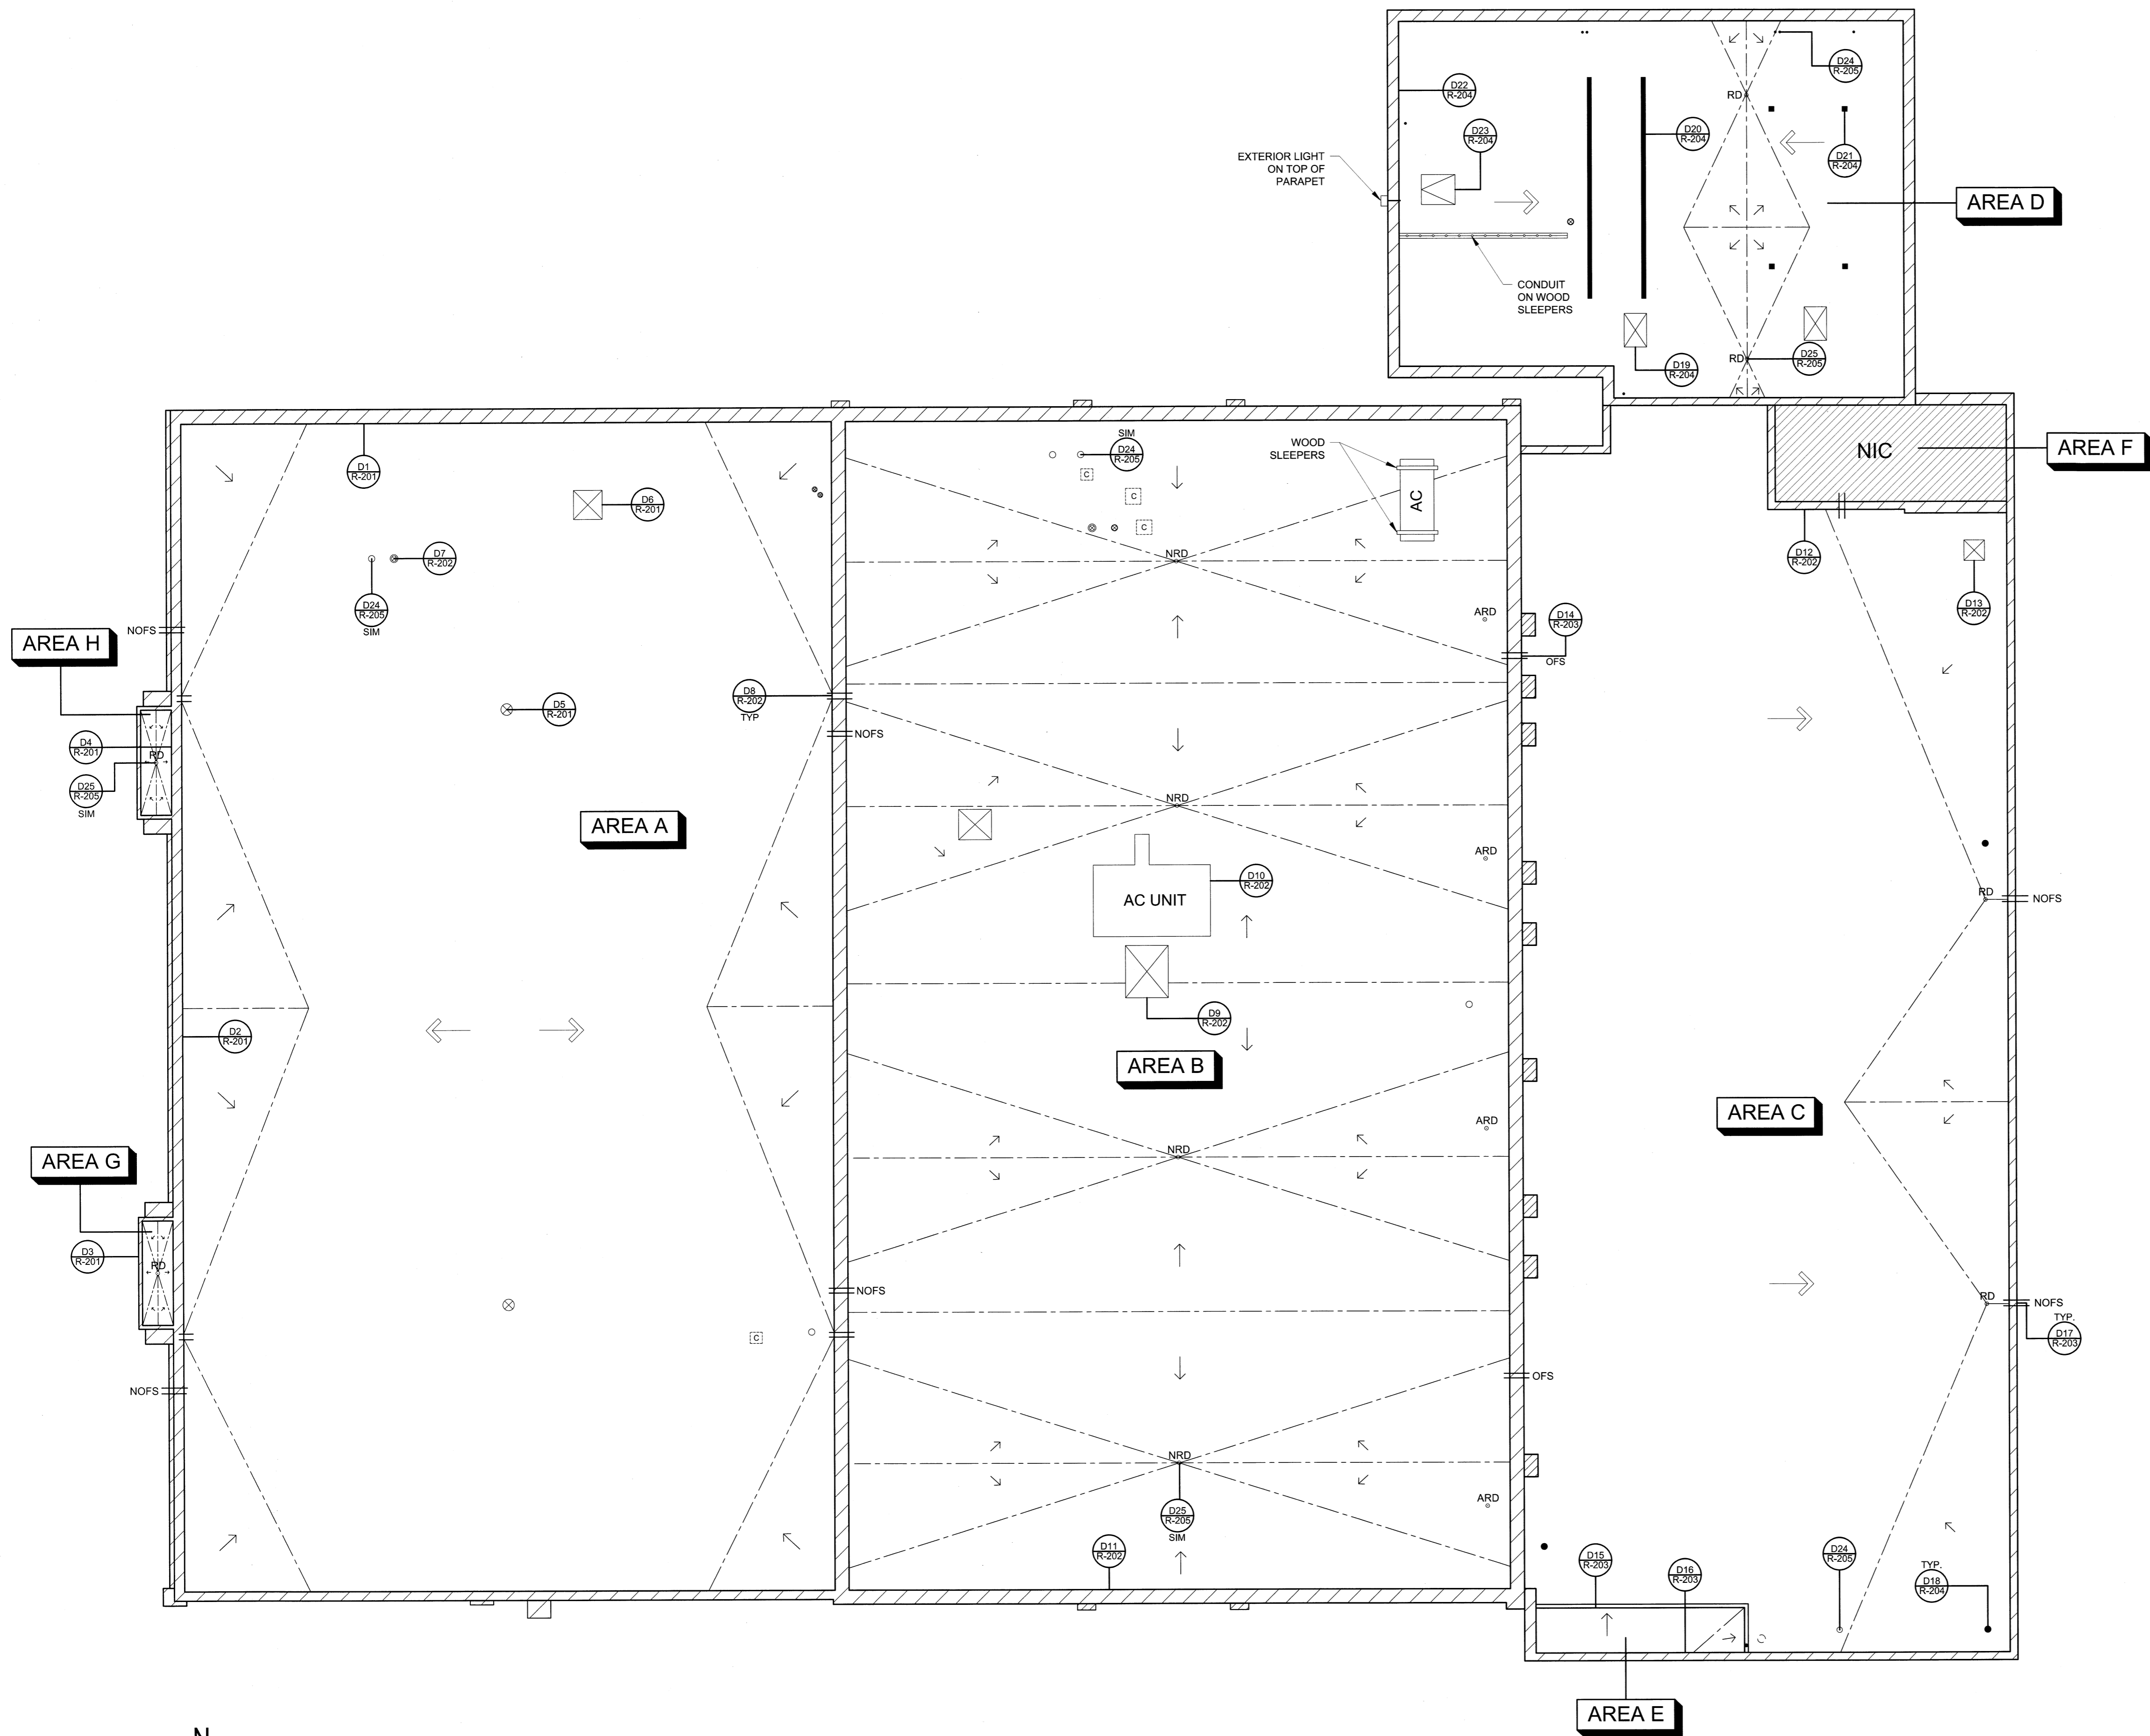 D24
R-205
D22
R-204
RD
D23
R-204
D20
R-204
D21
R-204
EXTERIOR LIGHT
ON TOP OF
PARAPET
AREA D
CONDUIT
ON WOOD
SLEEPERS
RD
D25
R-205
D19
R-204
SIM
D24
R-205
WOOD
SLEEPERS
NIC
AREA F
D1
R-201
C
AC
D6
R-201
C
C
D7
R-202
NRD
D12
R-202
D24
R-205
SIM
D13
R-202
ARD
D14
R-203
NOFS
AREA H
OFS
D8
R-202
TYP
D5
R-201
NOFS
D4
R-201
RD
D25
R-205
SIM
NRD
AREA A
ARD
D10
R-202
AC UNIT
RD
NOFS
D9
R-202
D2
R-201
AREA B
AREA C
ARD
NRD
AREA G
D3
R-201
RD
NOFS
RD
NOFS
TYP.
D17
R-203
C
OFS
NOFS
NRD
ARD
D25
R-205
SIM
D11
R-202
D15
R-203
D16
R-203
D24
R-205
TYP.
D18
R-204
AREA E
N